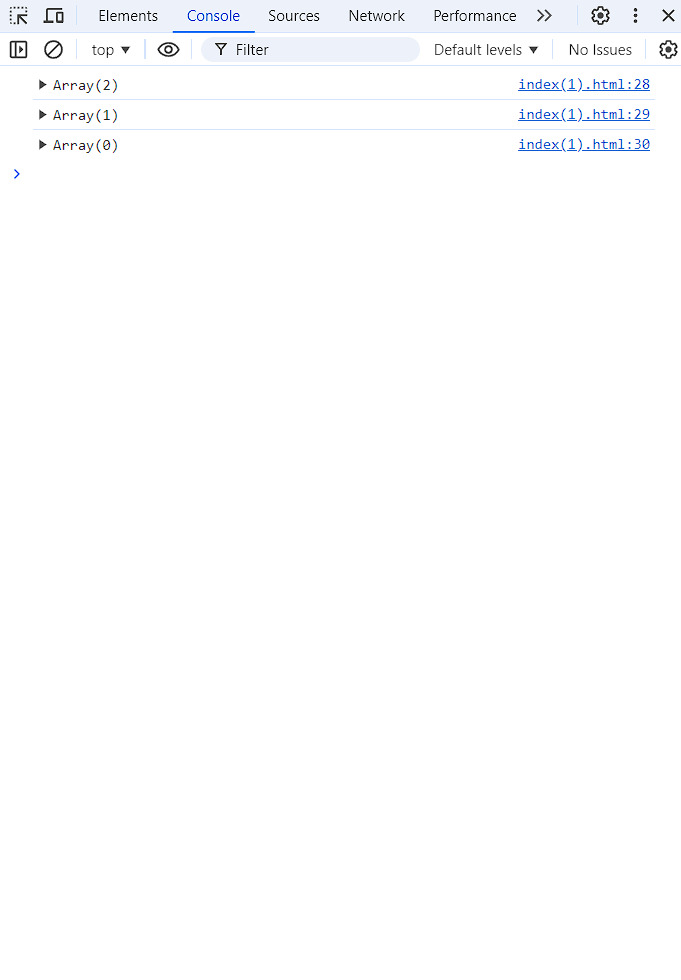 Elements Console Sources Network Performance
top Filter Default levels No Issues
Array(2) index(1).html:28
Array(1) index(1).html:29
Array(0) index(1).html:30